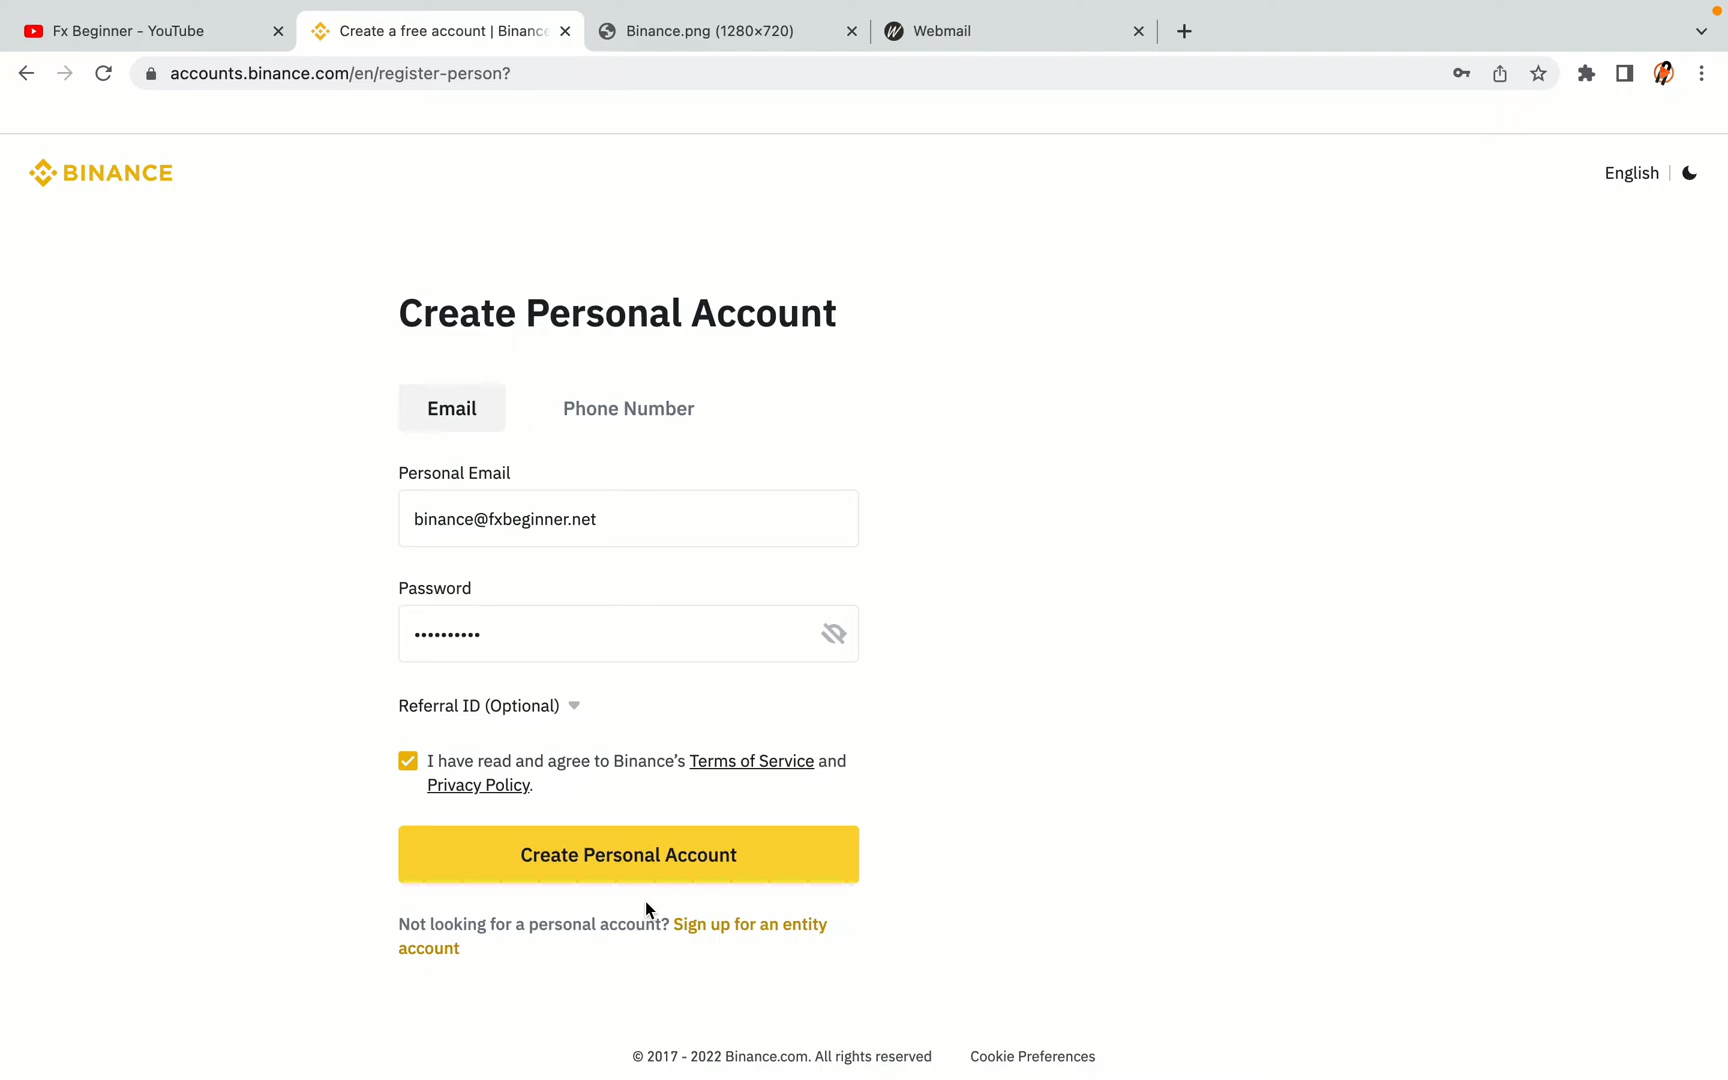 Fx Beginner - YouTube
Create a free account | Binance
Binance.png (1280×720)
Webmail
accounts.binance.com/en/register-person?
BINANCE
English
Create Personal Account
Email
Phone Number
Personal Email
binance@fxbeginner.net
Password
••••••••••
Referral ID (Optional)
I have read and agree to Binance’s Terms of Service and
Privacy Policy.
Create Personal Account
Not looking for a personal account? Sign up for an entity
account
© 2017 - 2022 Binance.com. All rights reserved
Cookie Preferences